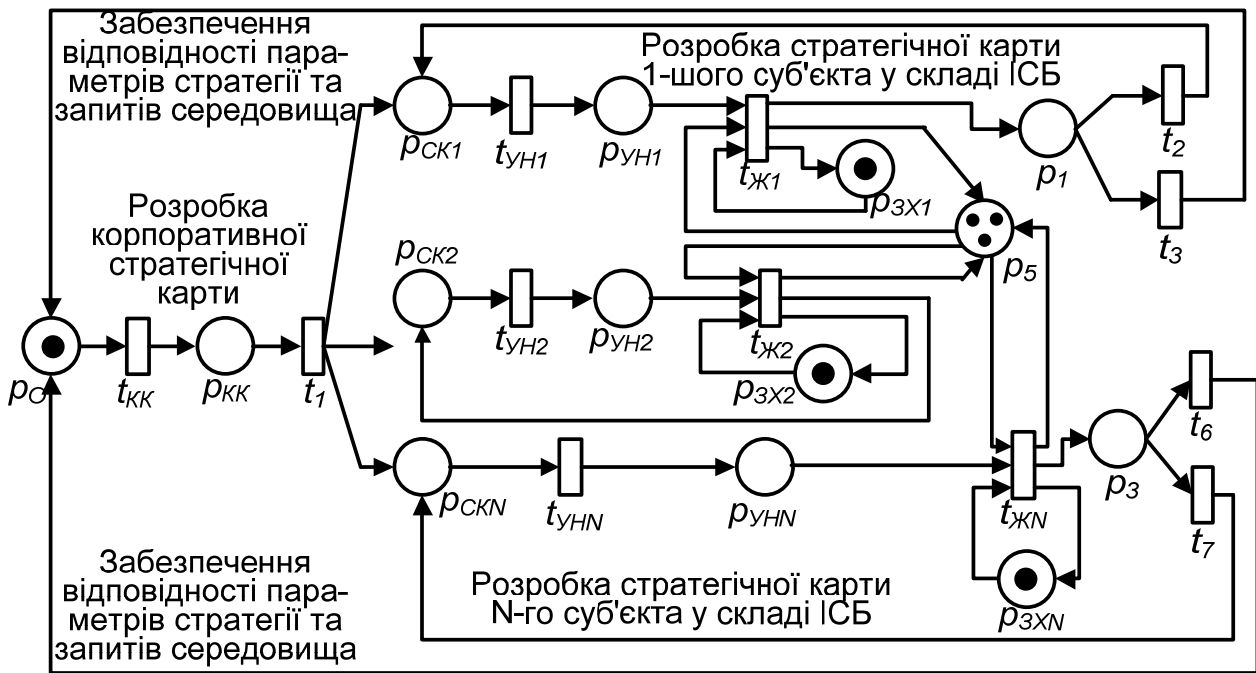 Забезпечення
відповідності пара-
метрів стратегії та
запитів середовища
Розробка стратегічної карти
1-шого суб'єкта у складі ІСБ
pСК1
tУН1
pУН1
tЖ1
pЗХ1
p1
t2
t3
p5
Розробка
корпоративної
стратегічної
карти
pО
tКК
pКК
t1
pСК2
tУН2
pУН2
tЖ2
pЗХ2
pСКN
tУНN
pУНN
tЖN
pЗХN
p3
t6
t7
Забезпечення
відповідності пара-
метрів стратегії та
запитів середовища
Розробка стратегічної карти
N-го суб'єкта у складі ІСБ